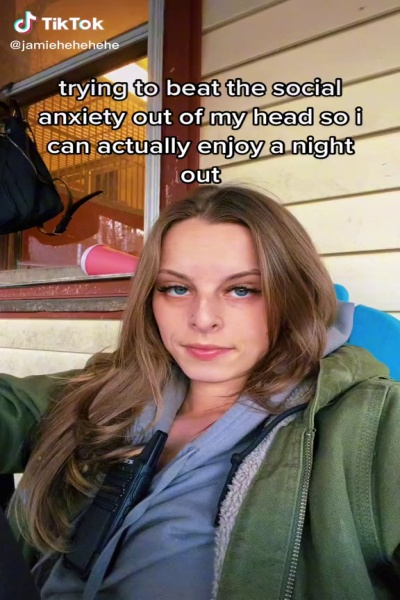 TikTok
@jamiehehehehe
trying to beat the social
anxiety out of my head so i
can actually enjoy a night
out